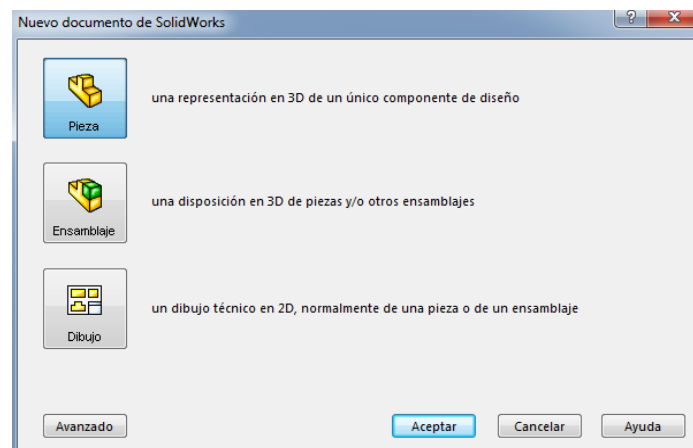 Nuevo documento de SolidWorks
Pieza
una representación en 3D de un único componente de diseño
Ensamblaje
una disposición en 3D de piezas y/o otros ensamblajes
Dibujo
un dibujo técnico en 2D, normalmente de una pieza o de un ensamblaje
Avanzado Aceptar Cancelar Ayuda